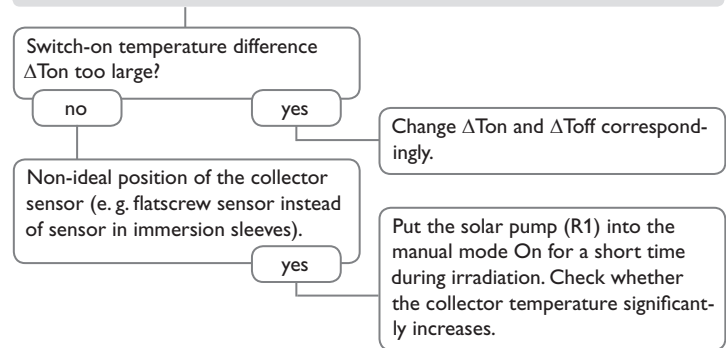 Switch-on temperature difference
ΔTon too large?
no
yes
Change ΔTon and ΔToff correspond-
ingly.
Non-ideal position of the collector
sensor (e. g. flatscrew sensor instead
of sensor in immersion sleeves).
yes
Put the solar pump (R1) into the
manual mode On for a short time
during irradiation. Check whether
the collector temperature significant-
ly increases.